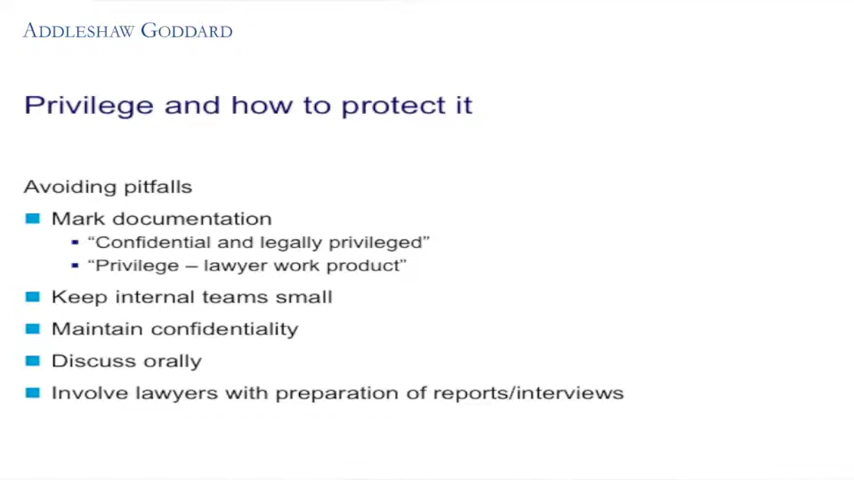 ADDLESHAW GODDARD
Privilege and how to protect it
Avoiding pitfalls
Mark documentation
“Confidential and legally privileged”
“Privilege – lawyer work product”
Keep internal teams small
Maintain confidentiality
Discuss orally
Involve lawyers with preparation of reports/interviews